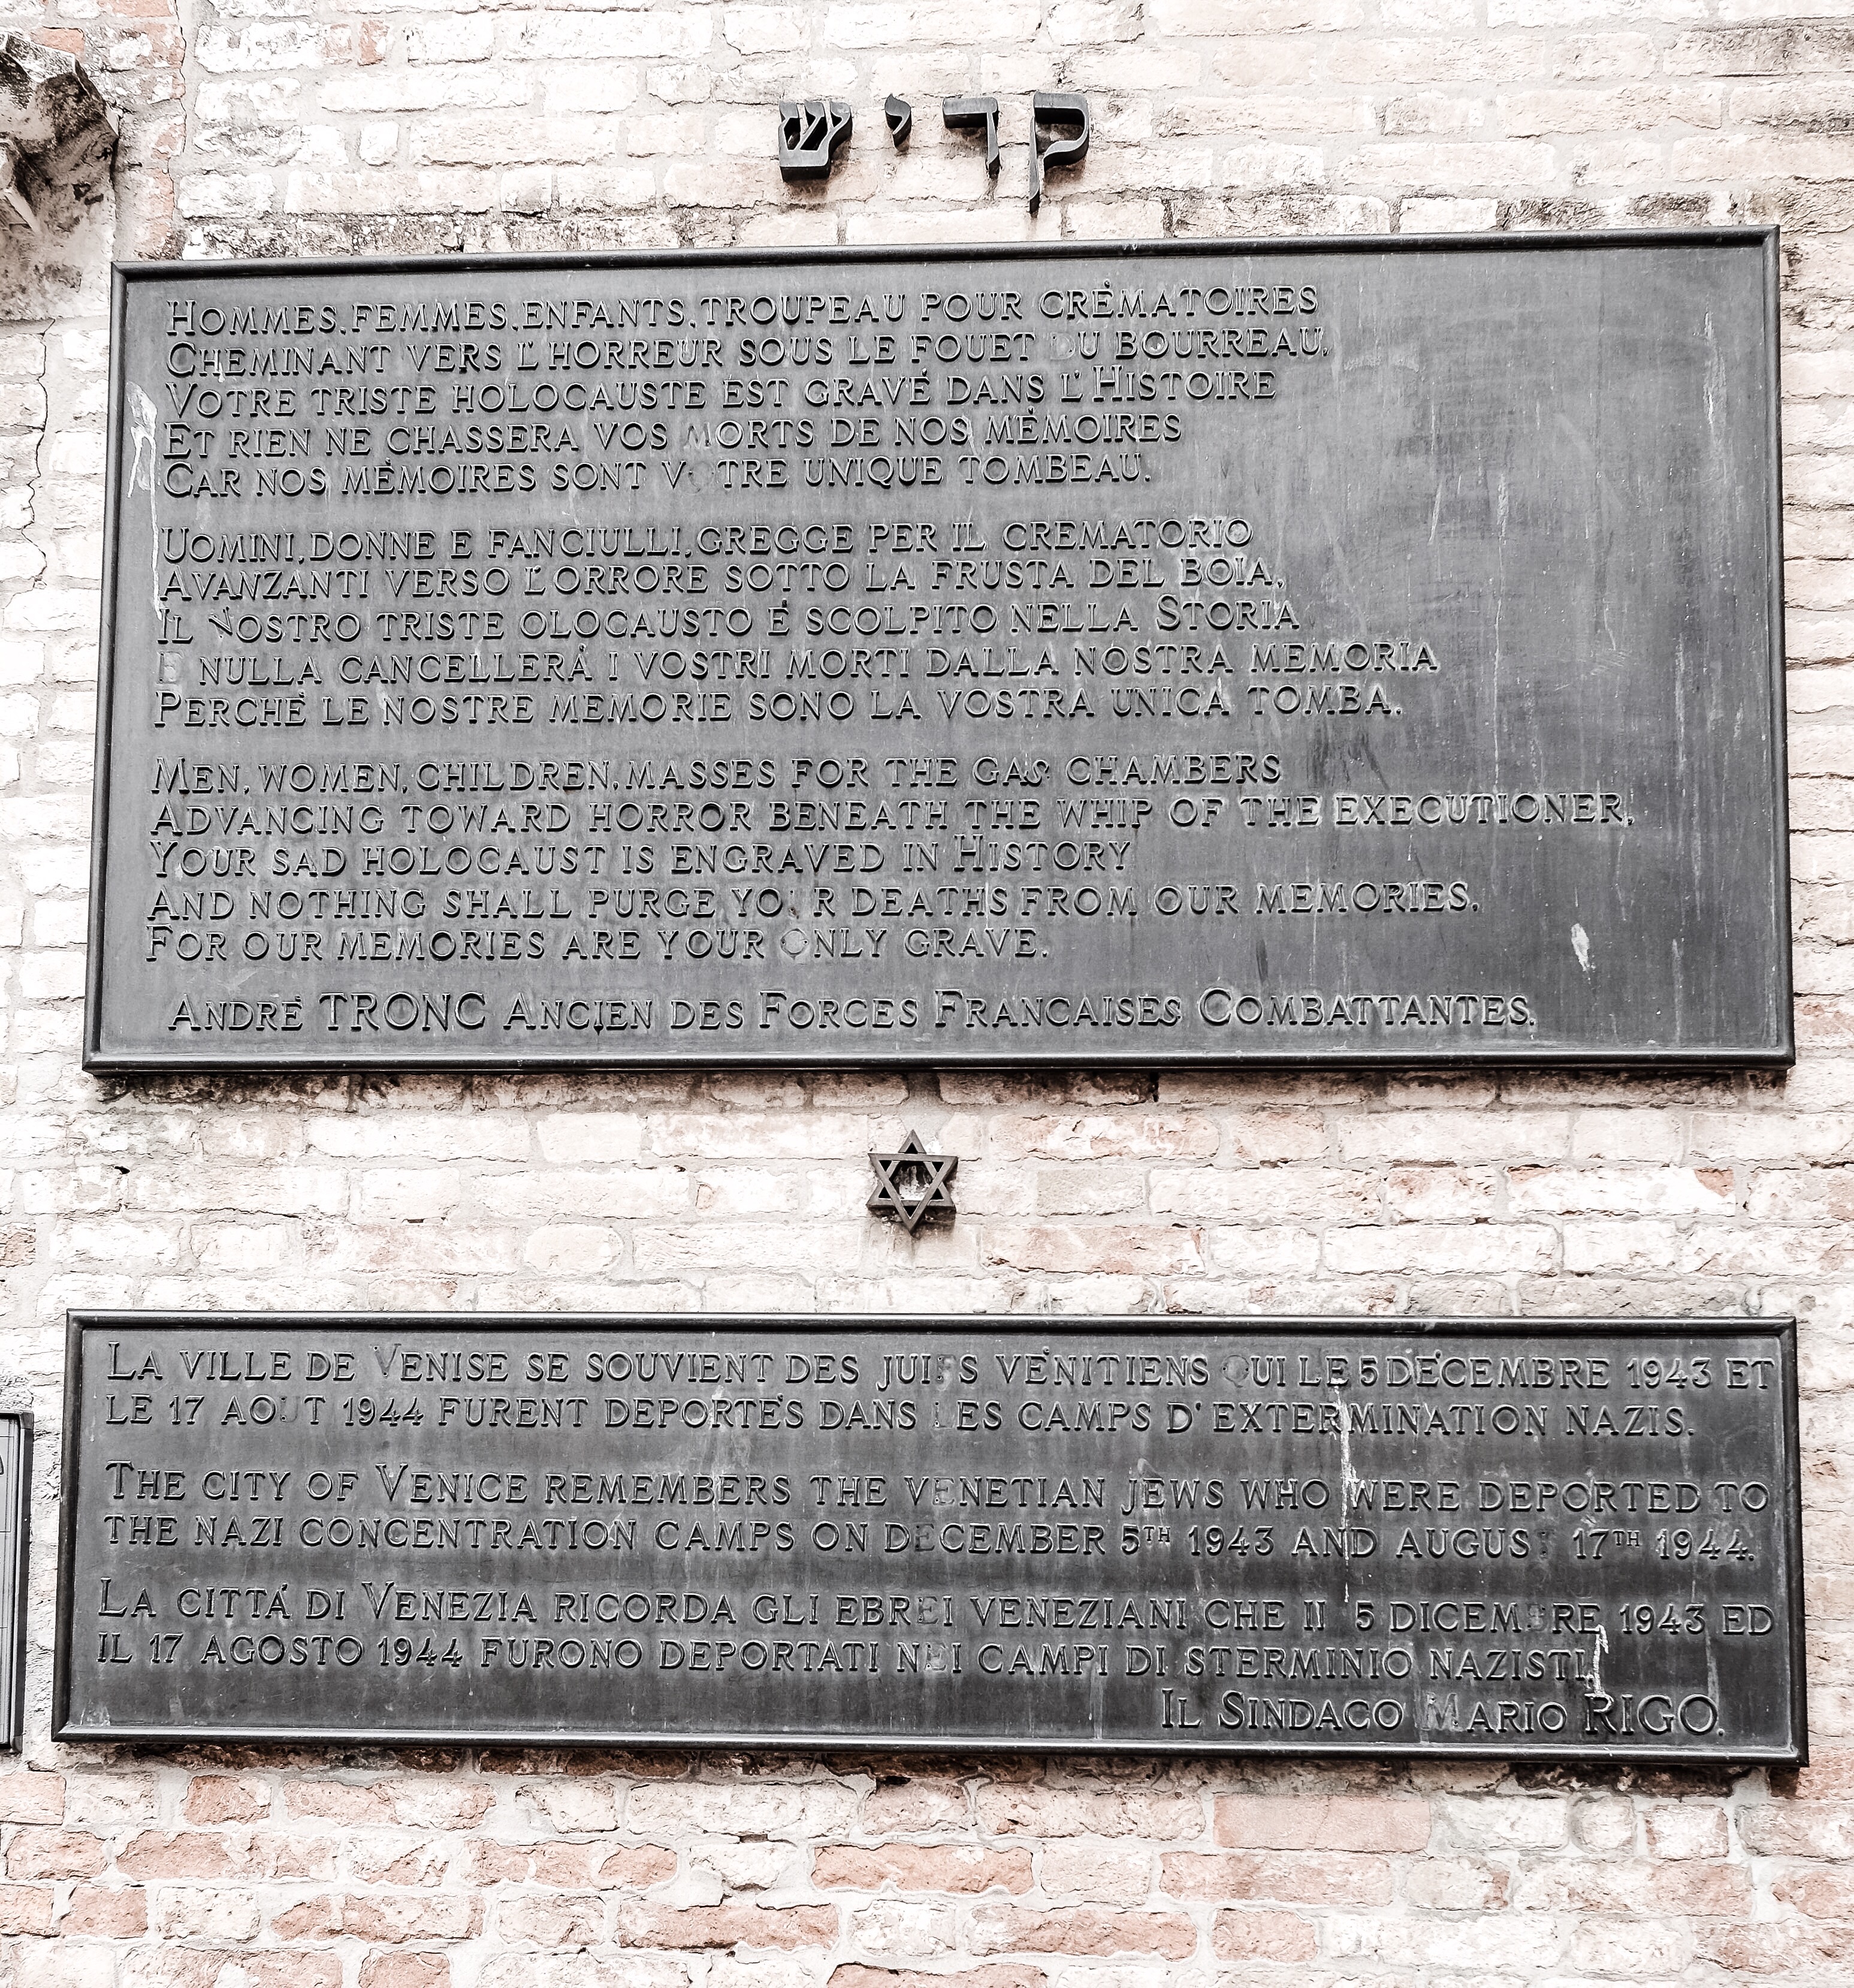 קדיש
HOMMES, FEMMES, ENFANTS, TROUPEAU POUR CRÉMATOIRES
CHEMINANT VERS L'HORREUR SOUS LE FOUET DU BOURREAU,
VOTRE TRISTE HOLOCAUSTE EST GRAVÉ DANS L'HISTOIRE
ET RIEN NE CHASSERA VOS MORTS DE NOS MÉMOIRES
CAR NOS MÉMOIRES SONT VOTRE UNIQUE TOMBEAU.
UOMINI, DONNE E FANCIULLI, GREGGE PER IL CREMATORIO
AVANZANTI VERSO L'ORRORE SOTTO LA FRUSTA DEL BOIA,
IL VOSTRO TRISTE OLOCAUSTO É SCOLPITO NELLA STORIA
E NULLA CANCELLERÁ I VOSTRI MORTI DALLA NOSTRA MEMORIA
PERCHÉ LE NOSTRE MEMORIE SONO LA VOSTRA UNICA TOMBA.
MEN, WOMEN, CHILDREN, MASSES FOR THE GAS CHAMBERS
ADVANCING TOWARD HORROR BENEATH THE WHIP OF THE EXECUTIONER,
YOUR SAD HOLOCAUST IS ENGRAVED IN HISTORY
AND NOTHING SHALL PURGE YOUR DEATHS FROM OUR MEMORIES,
FOR OUR MEMORIES ARE YOUR ONLY GRAVE.
ANDRÉ TRONC ANCIEN DES FORCES FRANCAISES COMBATTANTES.
LA VILLE DE VENISE SE SOUVIENT DES JUIFS VÉNITIENS QUI LE 5 DÉCEMBRE 1943 ET
LE 17 AOUT 1944 FURENT DEPORTÉS DANS LES CAMPS D'EXTERMINATION NAZIS.
THE CITY OF VENICE REMEMBERS THE VENETIAN JEWS WHO WERE DEPORTED TO
THE NAZI CONCENTRATION CAMPS ON DECEMBER 5TH 1943 AND AUGUST 17TH 1944.
LA CITTÁ DI VENEZIA RICORDA GLI EBREI VENEZIANI CHE Il 5 DICEMBRE 1943 ED
IL 17 AGOSTO 1944 FURONO DEPORTATI NEI CAMPI DI STERMINIO NAZISTI.
IL SINDACO MARIO RIGO.